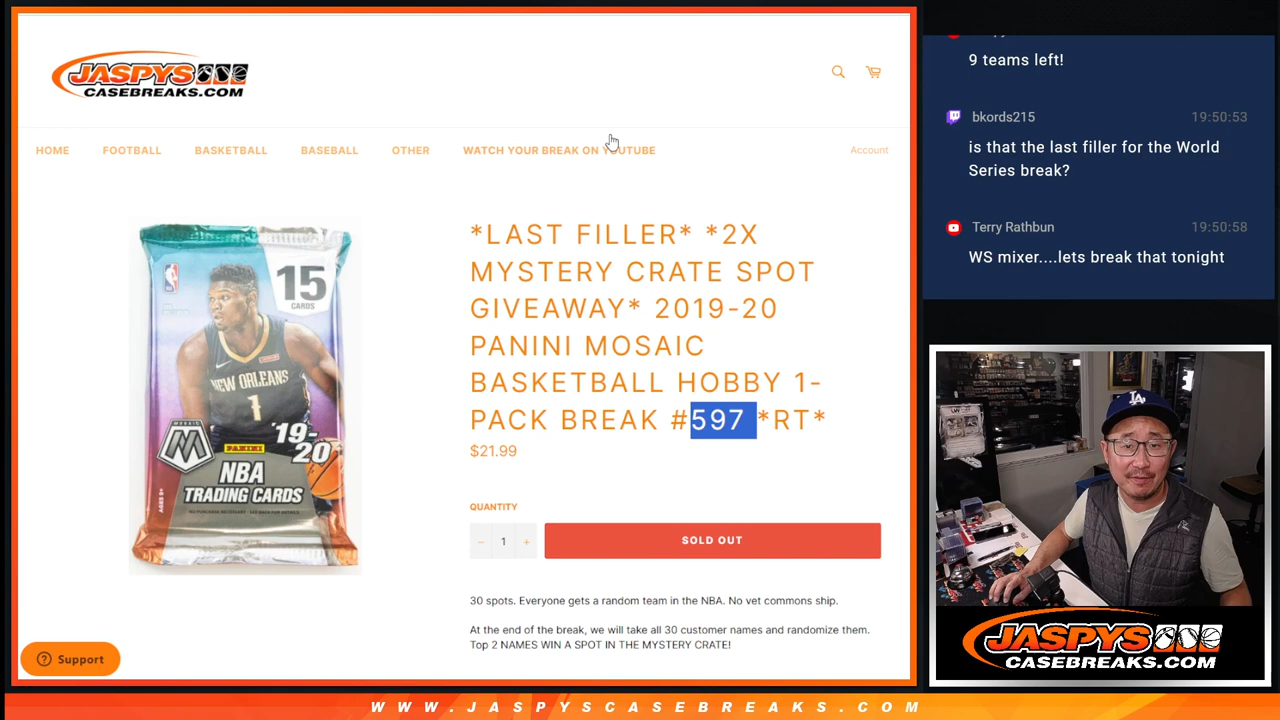 JASPYS
CASEBREAKS.COM
HOME FOOTBALL BASKETBALL BASEBALL OTHER WATCH YOUR BREAK ON YOUTUBE Account
15
CARDS
NEW ORLEANS
1
MOSAIC
PANINI
'19-
20
NBA
TRADING CARDS
*LAST FILLER* *2X
MYSTERY CRATE SPOT
GIVEAWAY* 2019-20
PANINI MOSAIC
BASKETBALL HOBBY 1-
PACK BREAK #597 *RT*
$21.99
QUANTITY
− 1 + SOLD OUT
30 spots. Everyone gets a random team in the NBA. No vet commons ship.
At the end of the break, we will take all 30 customer names and randomize them.
Top 2 NAMES WIN A SPOT IN THE MYSTERY CRATE!
Support
9 teams left!
bkords215 19:50:53
is that the last filler for the World
Series break?
Terry Rathbun 19:50:58
WS mixer....lets break that tonight
LA
JASPYS
CASEBREAKS.COM
WWW.JASPYSCASEBREAKS.COM